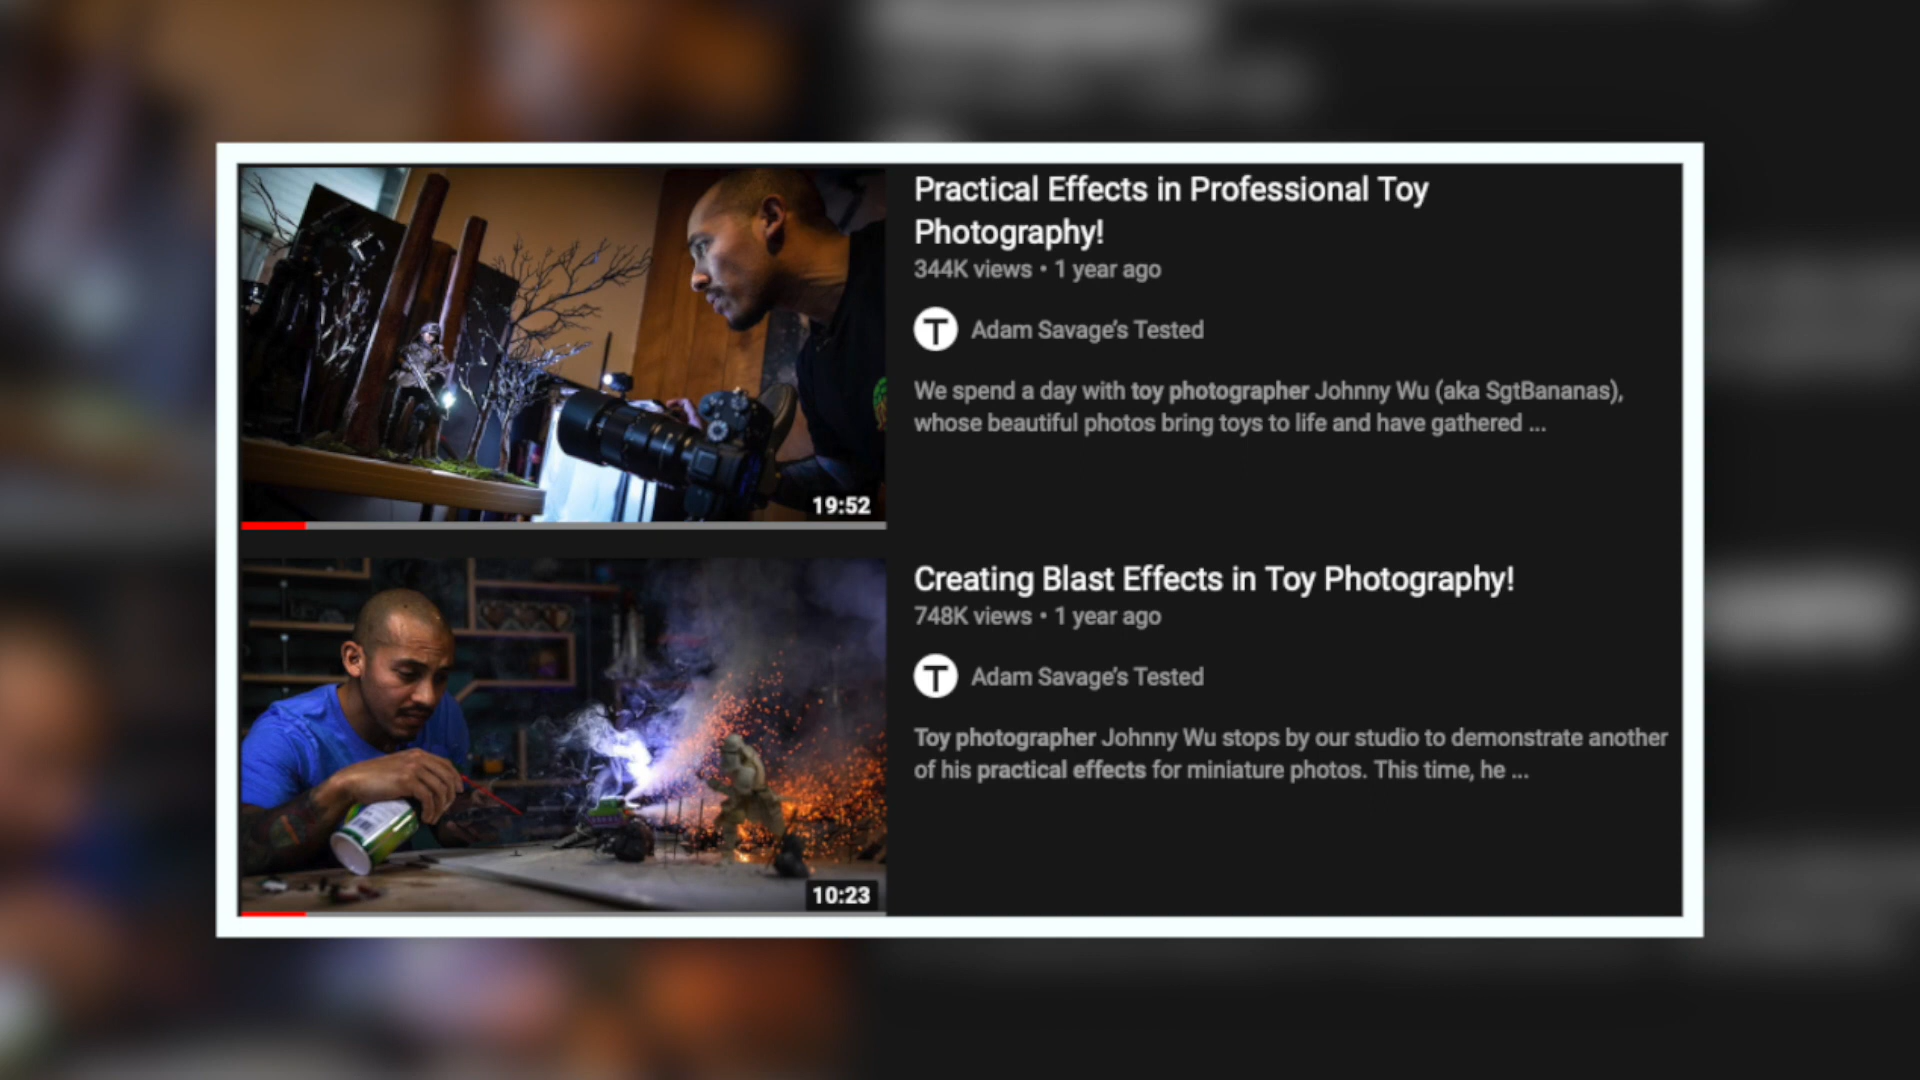 Practical Effects in Professional Toy
Photography!
344K views • 1 year ago
T Adam Savage's Tested
We spend a day with toy photographer Johnny Wu (aka SgtBananas),
whose beautiful photos bring toys to life and have gathered ...
19:52
Creating Blast Effects in Toy Photography!
748K views • 1 year ago
T Adam Savage's Tested
Toy photographer Johnny Wu stops by our studio to demonstrate another
of his practical effects for miniature photos. This time, he ...
10:23